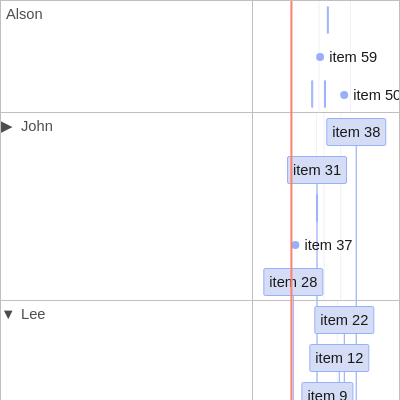 Alson
item 59
item 50
▶ John
item 38
item 31
item 37
item 28
▼ Lee
item 22
item 12
item 9